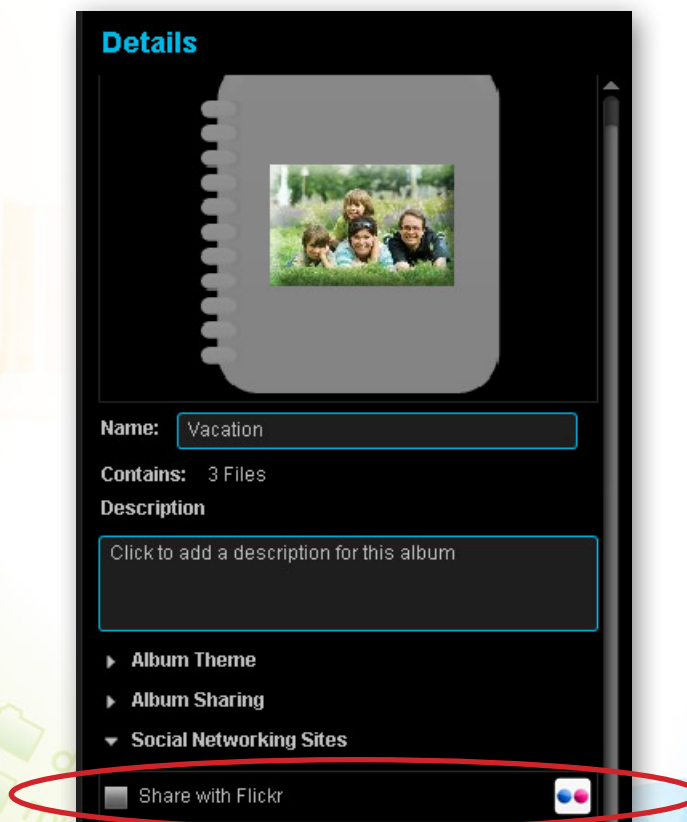 Details
Name: Vacation
Contains: 3 Files
Description
Click to add a description for this album
Album Theme
Album Sharing
Social Networking Sites
Share with Flickr